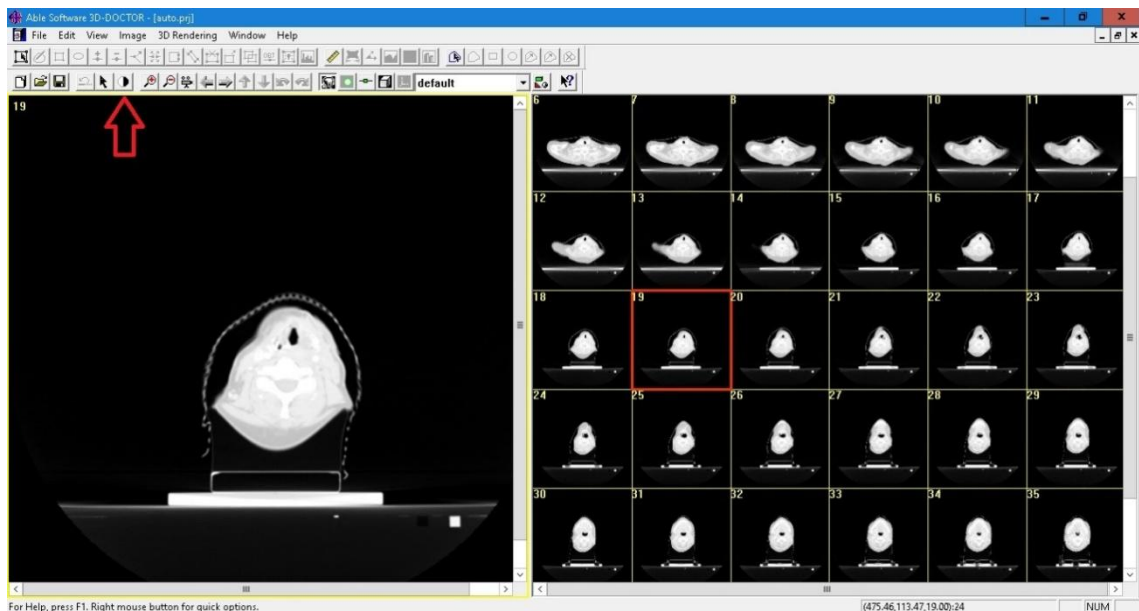 Able Software 3D-DOCTOR - [auto.prj]
File Edit View Image 3D Rendering Window Help
default
19
6 7 8 9 10 11
12 13 14 15 16 17
18 19 20 21 22 23
24 25 26 27 28 29
30 31 32 33 34 35
For Help, press F1. Right mouse button for quick options. (475.46,113.47,19.00):24 NUM